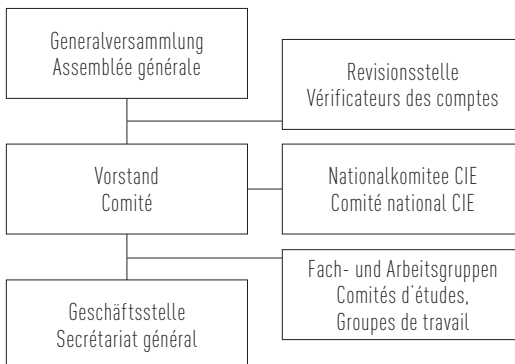 Generalversammlung
Assemblée générale
Revisionsstelle
Vérificateurs des comptes
Vorstand
Comité
Nationalkomitee CIE
Comité national CIE
Fach- und Arbeitsgruppen
Comités d'études,
Groupes de travail
Geschäftsstelle
Secrétariat général